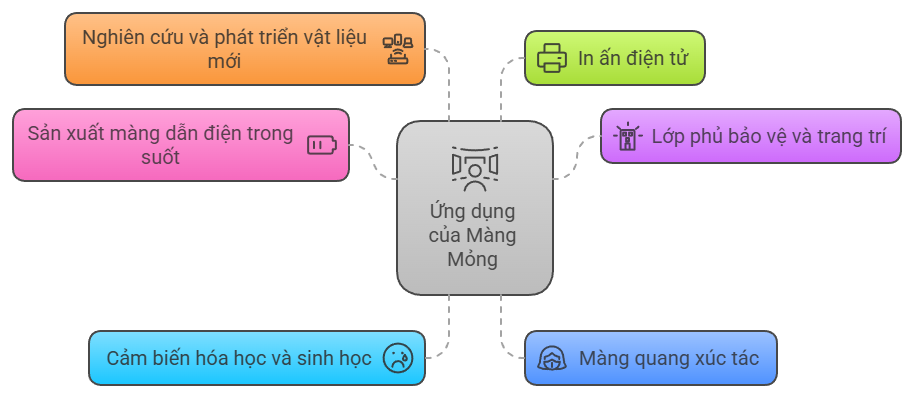 Nghiên cứu và phát triển vật liệu
mới
In ấn điện tử
Sản xuất màng dẫn điện trong
suốt
Lớp phủ bảo vệ và trang trí
Ứng dụng
của Màng
Mỏng
Cảm biến hóa học và sinh học
Màng quang xúc tác